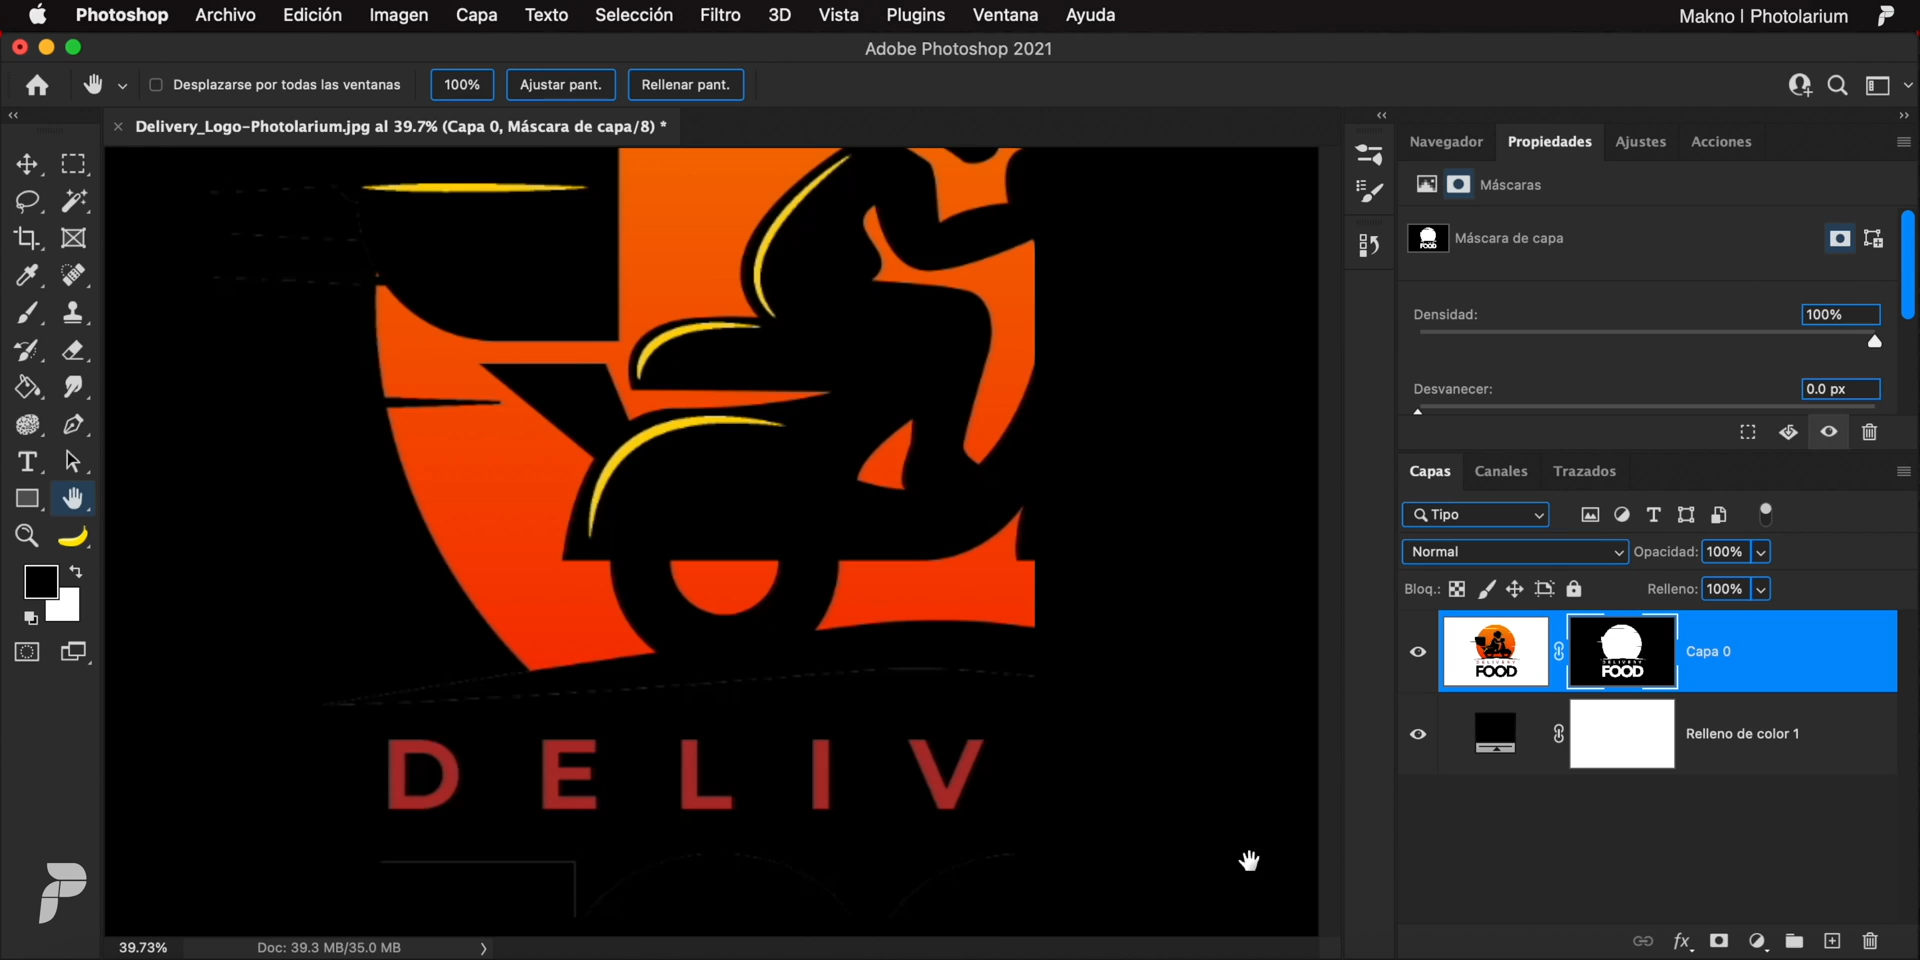 Photoshop Archivo Edición Imagen Capa Texto Selección Filtro 3D Vista Plugins Ventana Ayuda Makno | Photolarium
Adobe Photoshop 2021
Desplazarse por todas las ventanas 100% Ajustar pant. Rellenar pant.
Delivery_Logo-Photolarium.jpg al 39.7% (Capa 0, Máscara de capa/8) *
Navegador Propiedades Ajustes Acciones
Máscaras
FOOD Máscara de capa
Densidad: 100%
Desvanecer: 0.0 px
Capas Canales Trazados
Tipo
Normal Opacidad: 100%
Bloq.: Relleno: 100%
DELIVERY DELIVERY
FOOD FOOD
Capa 0
Relleno de color 1
DELIV
39.73% Doc: 39.3 MB/35.0 MB
fx